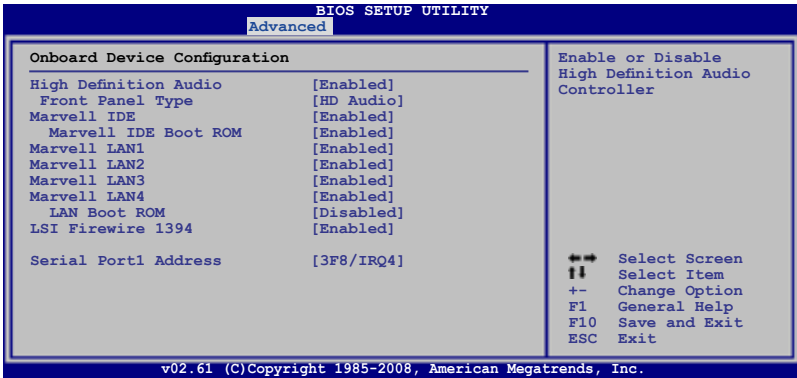 BIOS SETUP UTILITY
Advanced
Onboard Device Configuration
High Definition Audio [Enabled]
Front Panel Type [HD Audio]
Marvell IDE [Enabled]
Marvell IDE Boot ROM [Enabled]
Marvell LAN1 [Enabled]
Marvell LAN2 [Enabled]
Marvell LAN3 [Enabled]
Marvell LAN4 [Enabled]
LAN Boot ROM [Disabled]
LSI Firewire 1394 [Enabled]
Serial Port1 Address [3F8/IRQ4]
Enable or Disable
High Definition Audio
Controller
←→ Select Screen
↑↓ Select Item
+- Change Option
F1 General Help
F10 Save and Exit
ESC Exit
v02.61 (C)Copyright 1985-2008, American Megatrends, Inc.